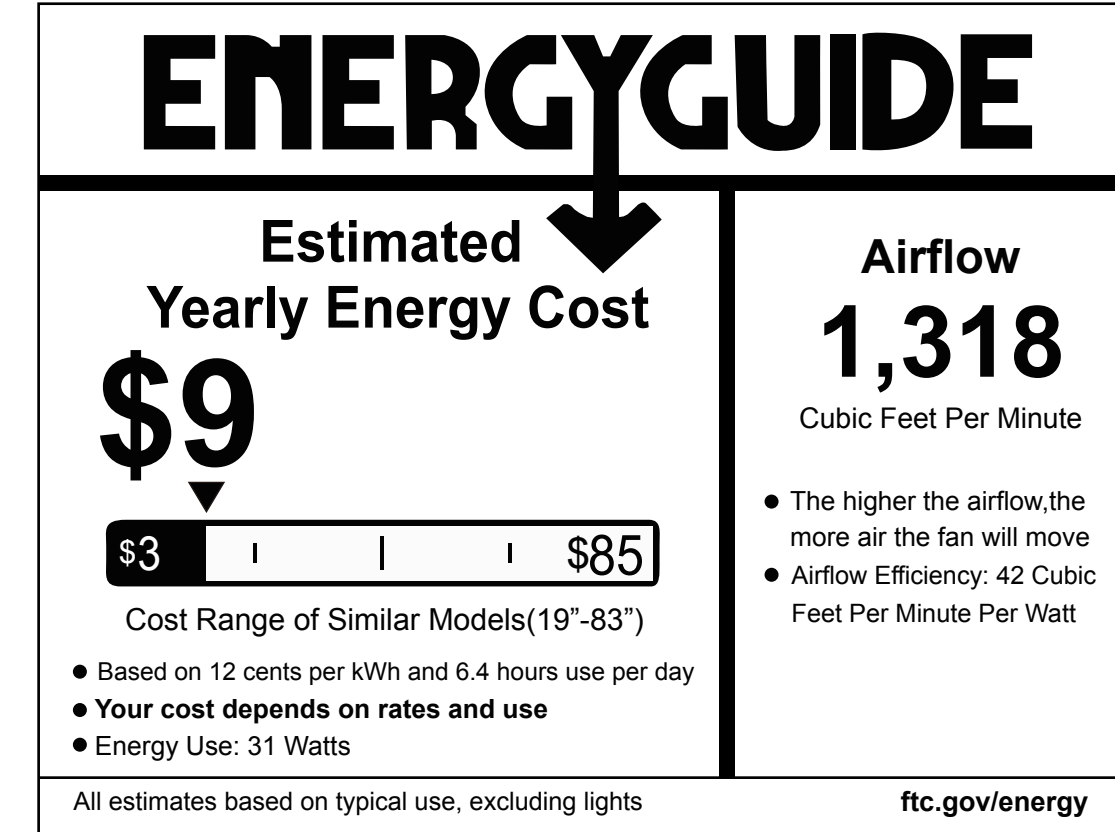 ENERGYGUIDE
Estimated
Yearly Energy Cost
$9
$3 $85
Cost Range of Similar Models(19”-83”)
● Based on 12 cents per kWh and 6.4 hours use per day
● Your cost depends on rates and use
● Energy Use: 31 Watts
Airflow
1,318
Cubic Feet Per Minute
● The higher the airflow,the
more air the fan will move
● Airflow Efficiency: 42 Cubic
Feet Per Minute Per Watt
All estimates based on typical use, excluding lights
ftc.gov/energy